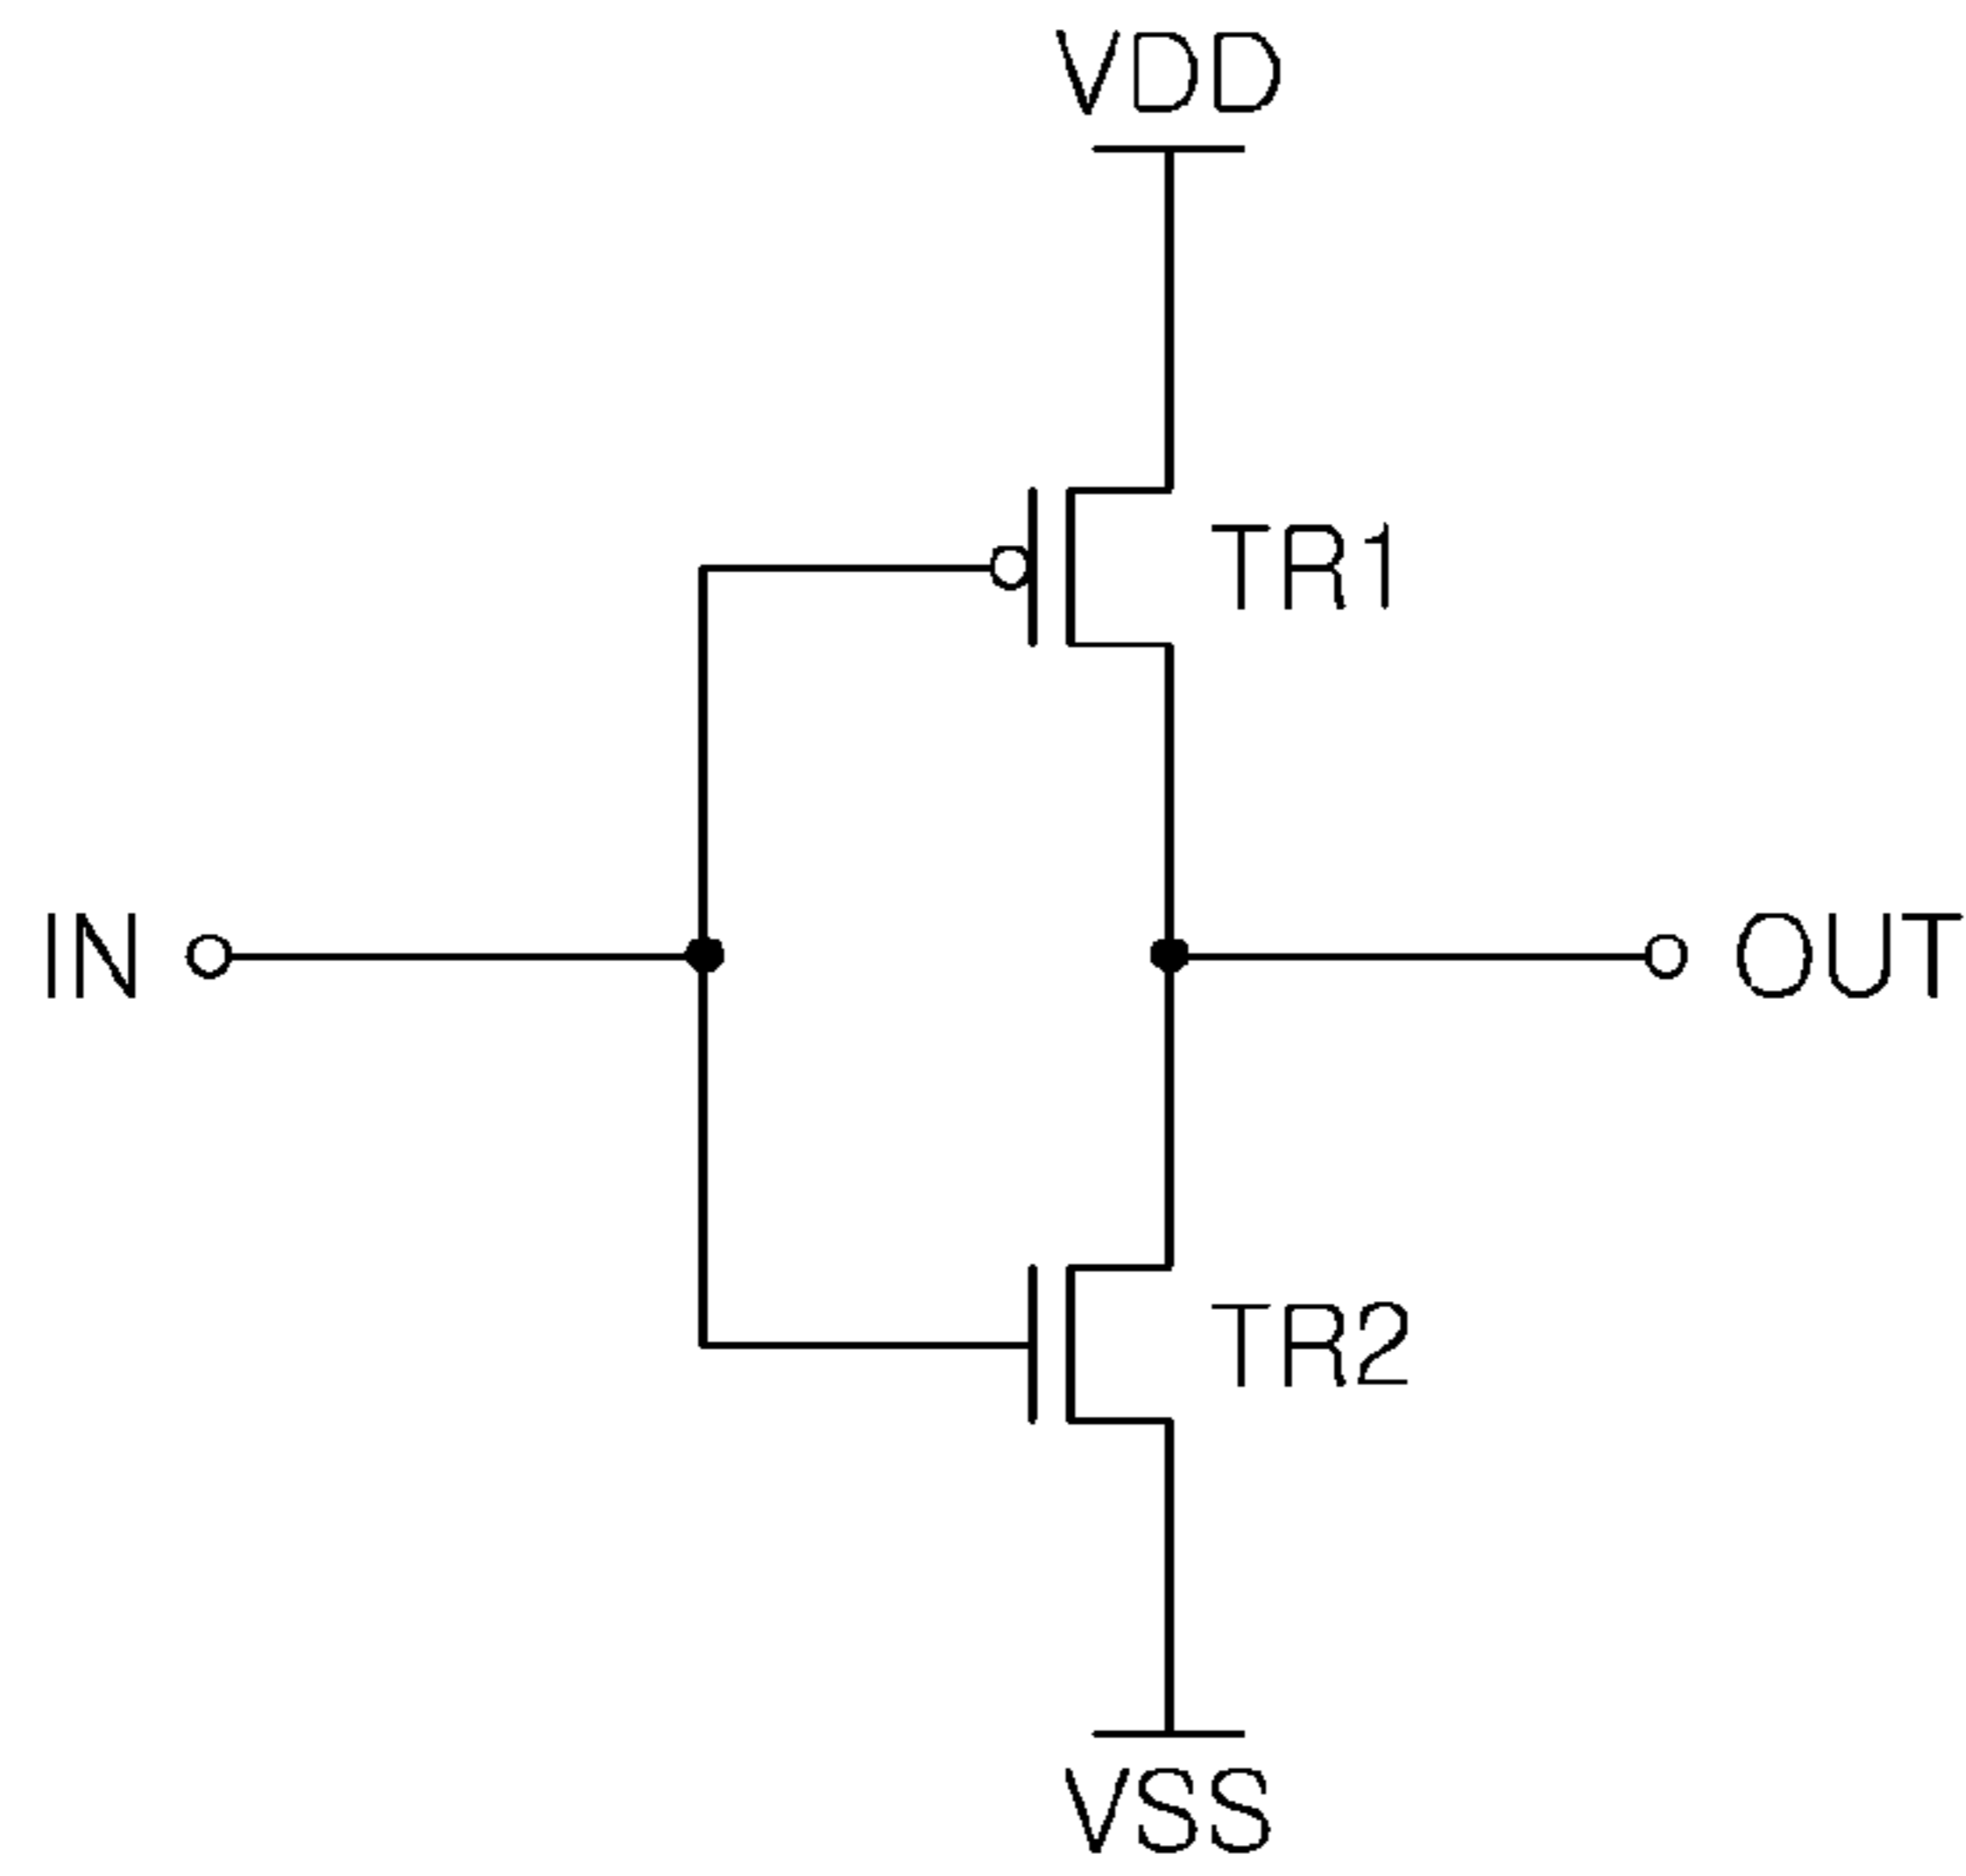 VDD
TR1
IN
OUT
TR2
VSS